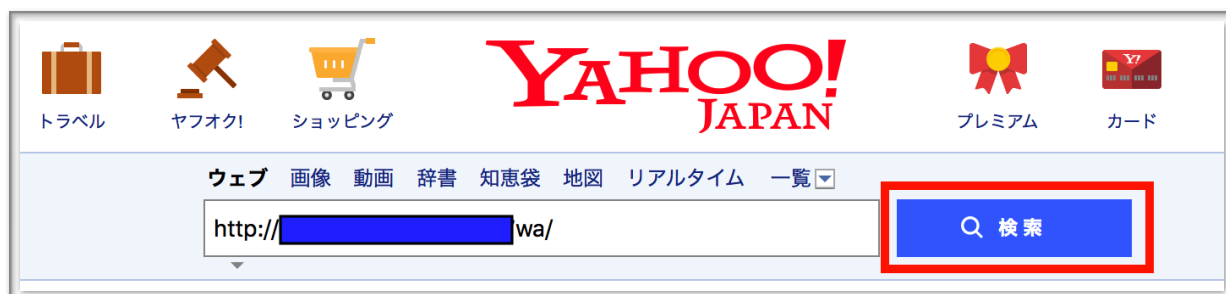 YAHOO!
JAPAN
トラベル
ヤフオク!
ショッピング
プレミアム
カード
ウェブ 画像 動画 辞書 知恵袋 地図 リアルタイム 一覧
http:// wa/
検索